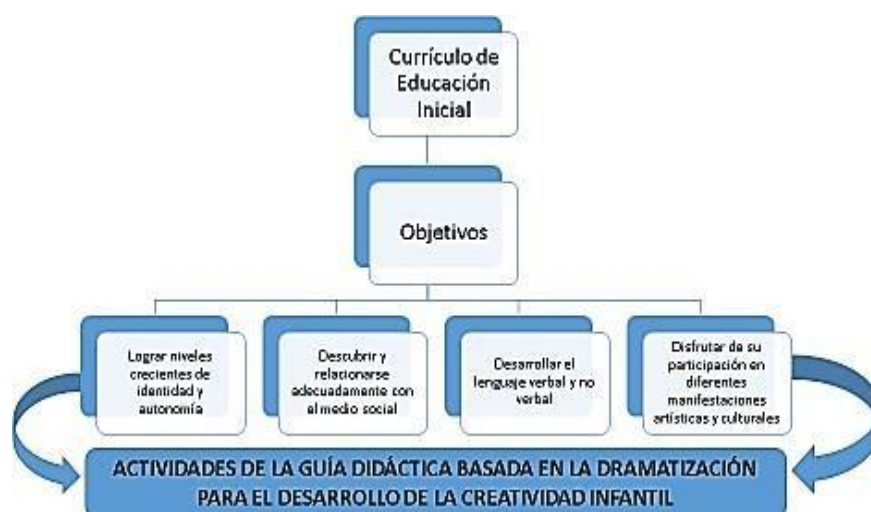 Currículo de
Educación
Inicial
Objetivos
Lograr niveles
crecientes de
identidad y
autonomía
Descubrir y
relacionarse
adecuadamente con
el medio social
Desarrollar el
lenguaje verbal y no
verbal
Disfrutar de su
participación en
diferentes
manifestaciones
artísticas y culturales
ACTIVIDADES DE LA GUÍA DIDÁCTICA BASADA EN LA DRAMATIZACIÓN
PARA EL DESARROLLO DE LA CREATIVIDAD INFANTIL